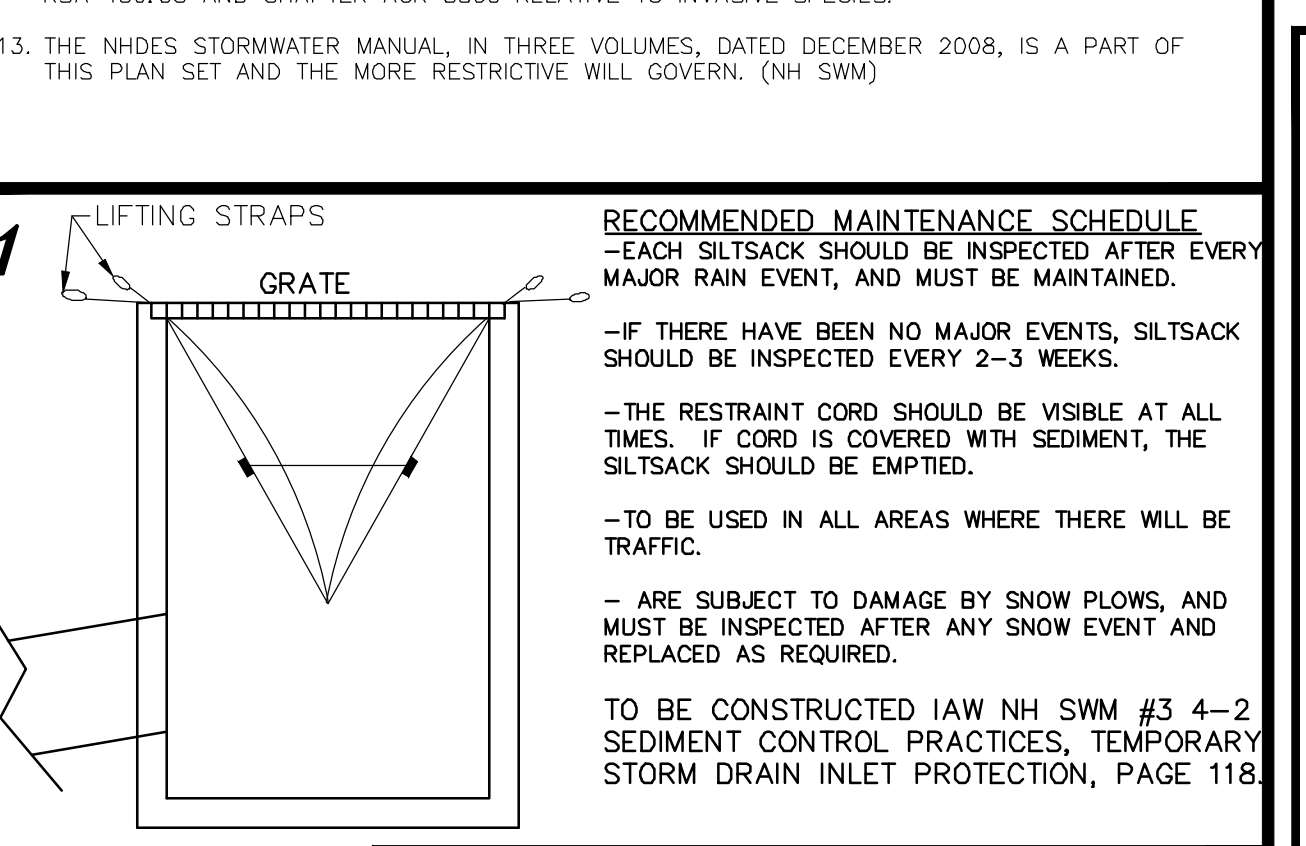 13. THE NHDES STORMWATER MANUAL, IN THREE VOLUMES, DATED DECEMBER 2008, IS A PART OF
THIS PLAN SET AND THE MORE RESTRICTIVE WILL GOVERN. (NH SWM)
1
LIFTING STRAPS
GRATE
RECOMMENDED MAINTENANCE SCHEDULE
-EACH SILTSACK SHOULD BE INSPECTED AFTER EVERY
MAJOR RAIN EVENT, AND MUST BE MAINTAINED.
-IF THERE HAVE BEEN NO MAJOR EVENTS, SILTSACK
SHOULD BE INSPECTED EVERY 2-3 WEEKS.
-THE RESTRAINT CORD SHOULD BE VISIBLE AT ALL
TIMES. IF CORD IS COVERED WITH SEDIMENT, THE
SILTSACK SHOULD BE EMPTIED.
-TO BE USED IN ALL AREAS WHERE THERE WILL BE
TRAFFIC.
- ARE SUBJECT TO DAMAGE BY SNOW PLOWS, AND
MUST BE INSPECTED AFTER ANY SNOW EVENT AND
REPLACED AS REQUIRED.
TO BE CONSTRUCTED IAW NH SWM #3 4-2
SEDIMENT CONTROL PRACTICES, TEMPORARY
STORM DRAIN INLET PROTECTION, PAGE 118.